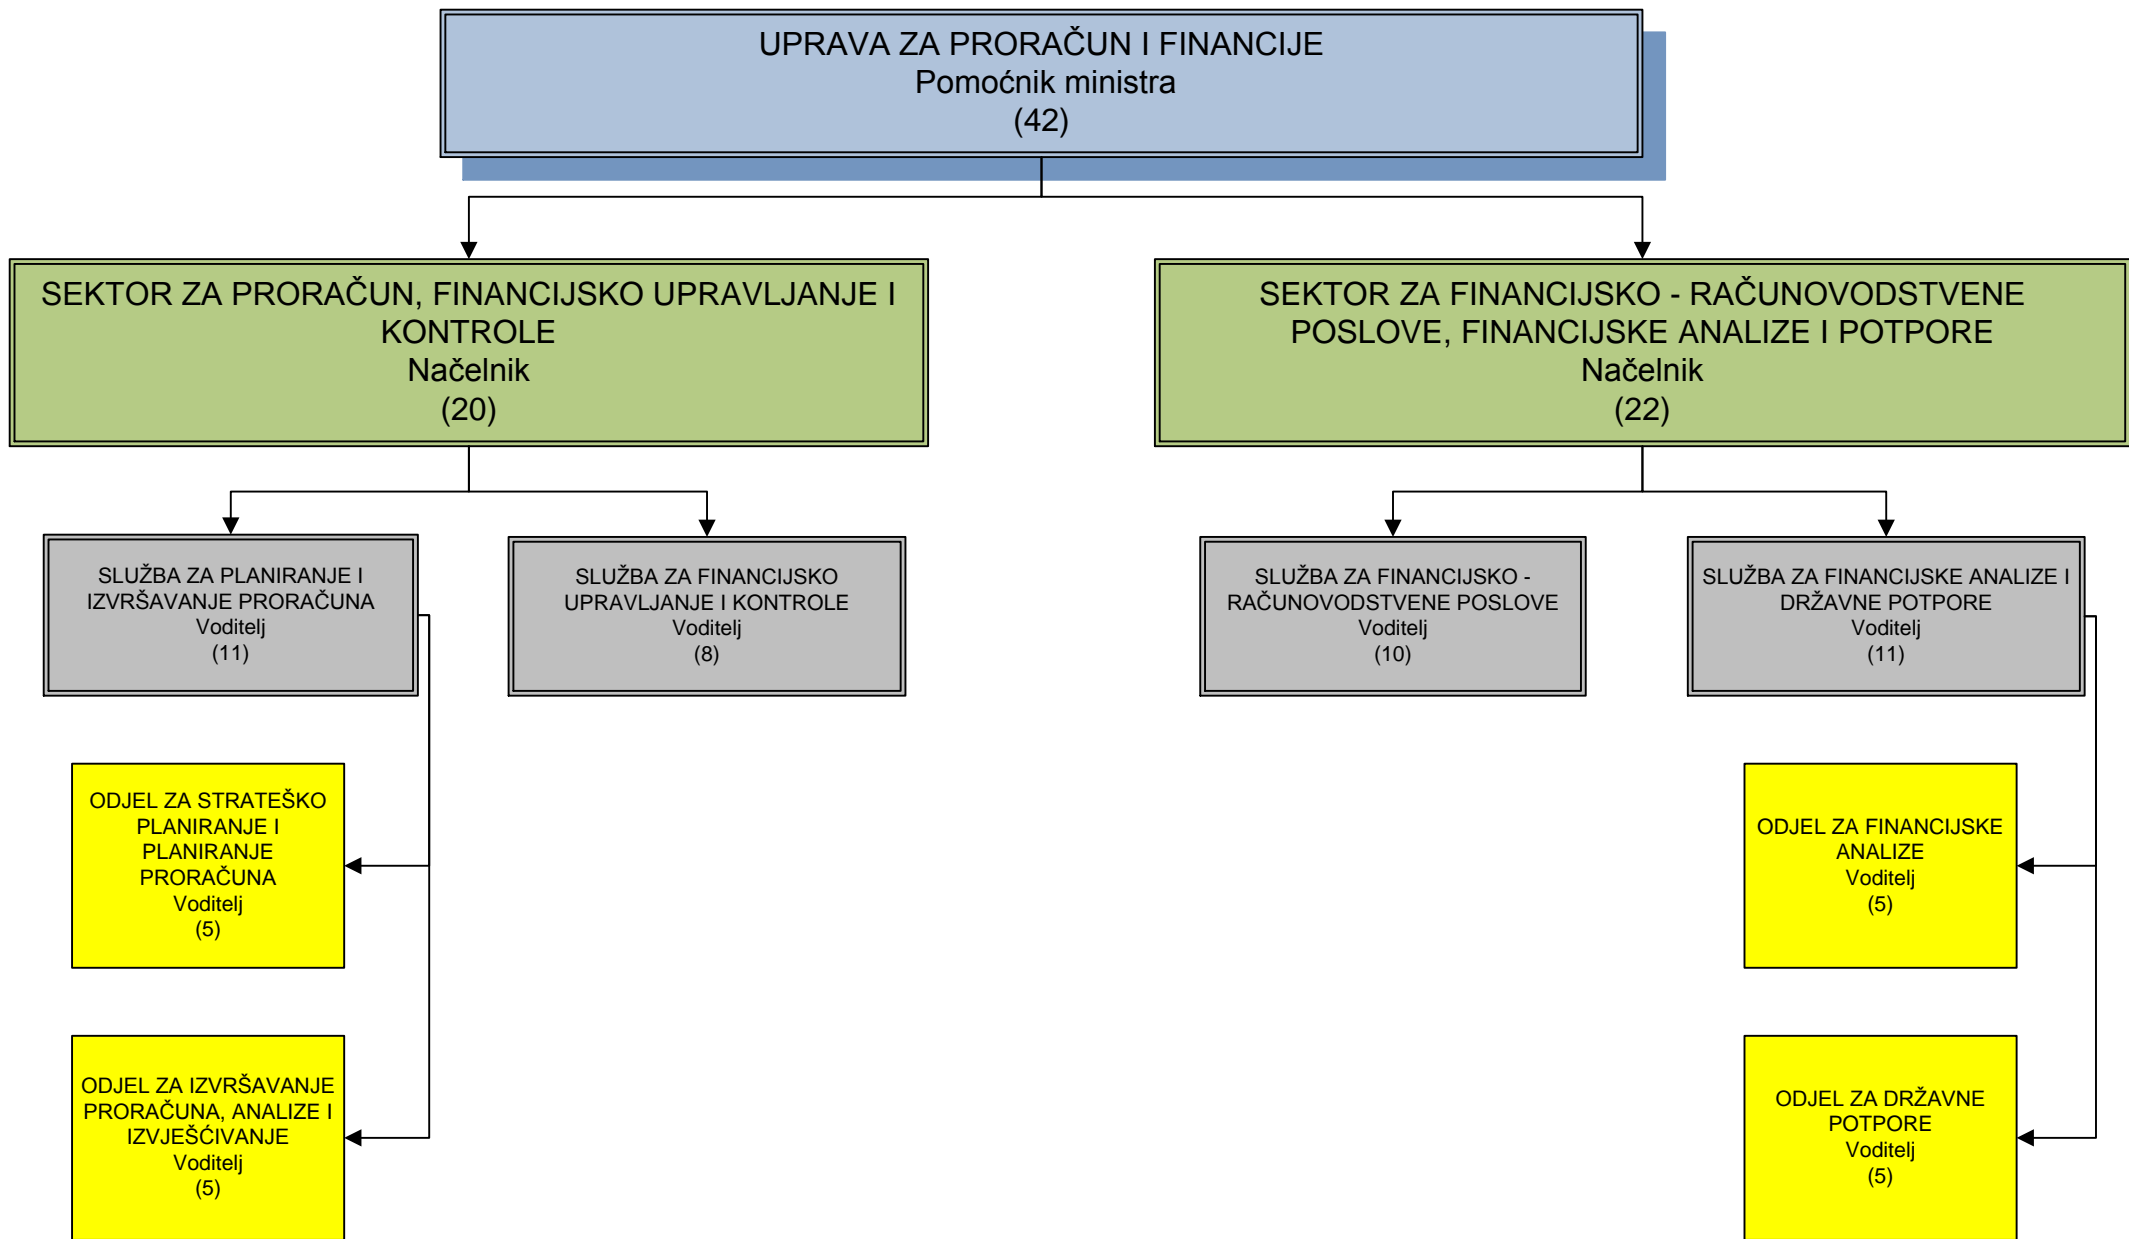 UPRAVA ZA PRORAČUN I FINANCIJE
Pomoćnik ministra
(42)
SEKTOR ZA PRORAČUN, FINANCIJSKO UPRAVLJANJE I
KONTROLE
Načelnik
(20)
SEKTOR ZA FINANCIJSKO - RAČUNOVODSTVENE
POSLOVE, FINANCIJSKE ANALIZE I POTPORE
Načelnik
(22)
SLUŽBA ZA PLANIRANJE I
IZVRŠAVANJE PRORAČUNA
Voditelj
(11)
SLUŽBA ZA FINANCIJSKO
UPRAVLJANJE I KONTROLE
Voditelj
(8)
SLUŽBA ZA FINANCIJSKO -
RAČUNOVODSTVENE POSLOVE
Voditelj
(10)
SLUŽBA ZA FINANCIJSKE ANALIZE I
DRŽAVNE POTPORE
Voditelj
(11)
ODJEL ZA STRATEŠKO
PLANIRANJE I
PLANIRANJE
PRORAČUNA
Voditelj
(5)
ODJEL ZA FINANCIJSKE
ANALIZE
Voditelj
(5)
ODJEL ZA IZVRŠAVANJE
PRORAČUNA, ANALIZE I
IZVJEŠĆIVANJE
Voditelj
(5)
ODJEL ZA DRŽAVNE
POTPORE
Voditelj
(5)